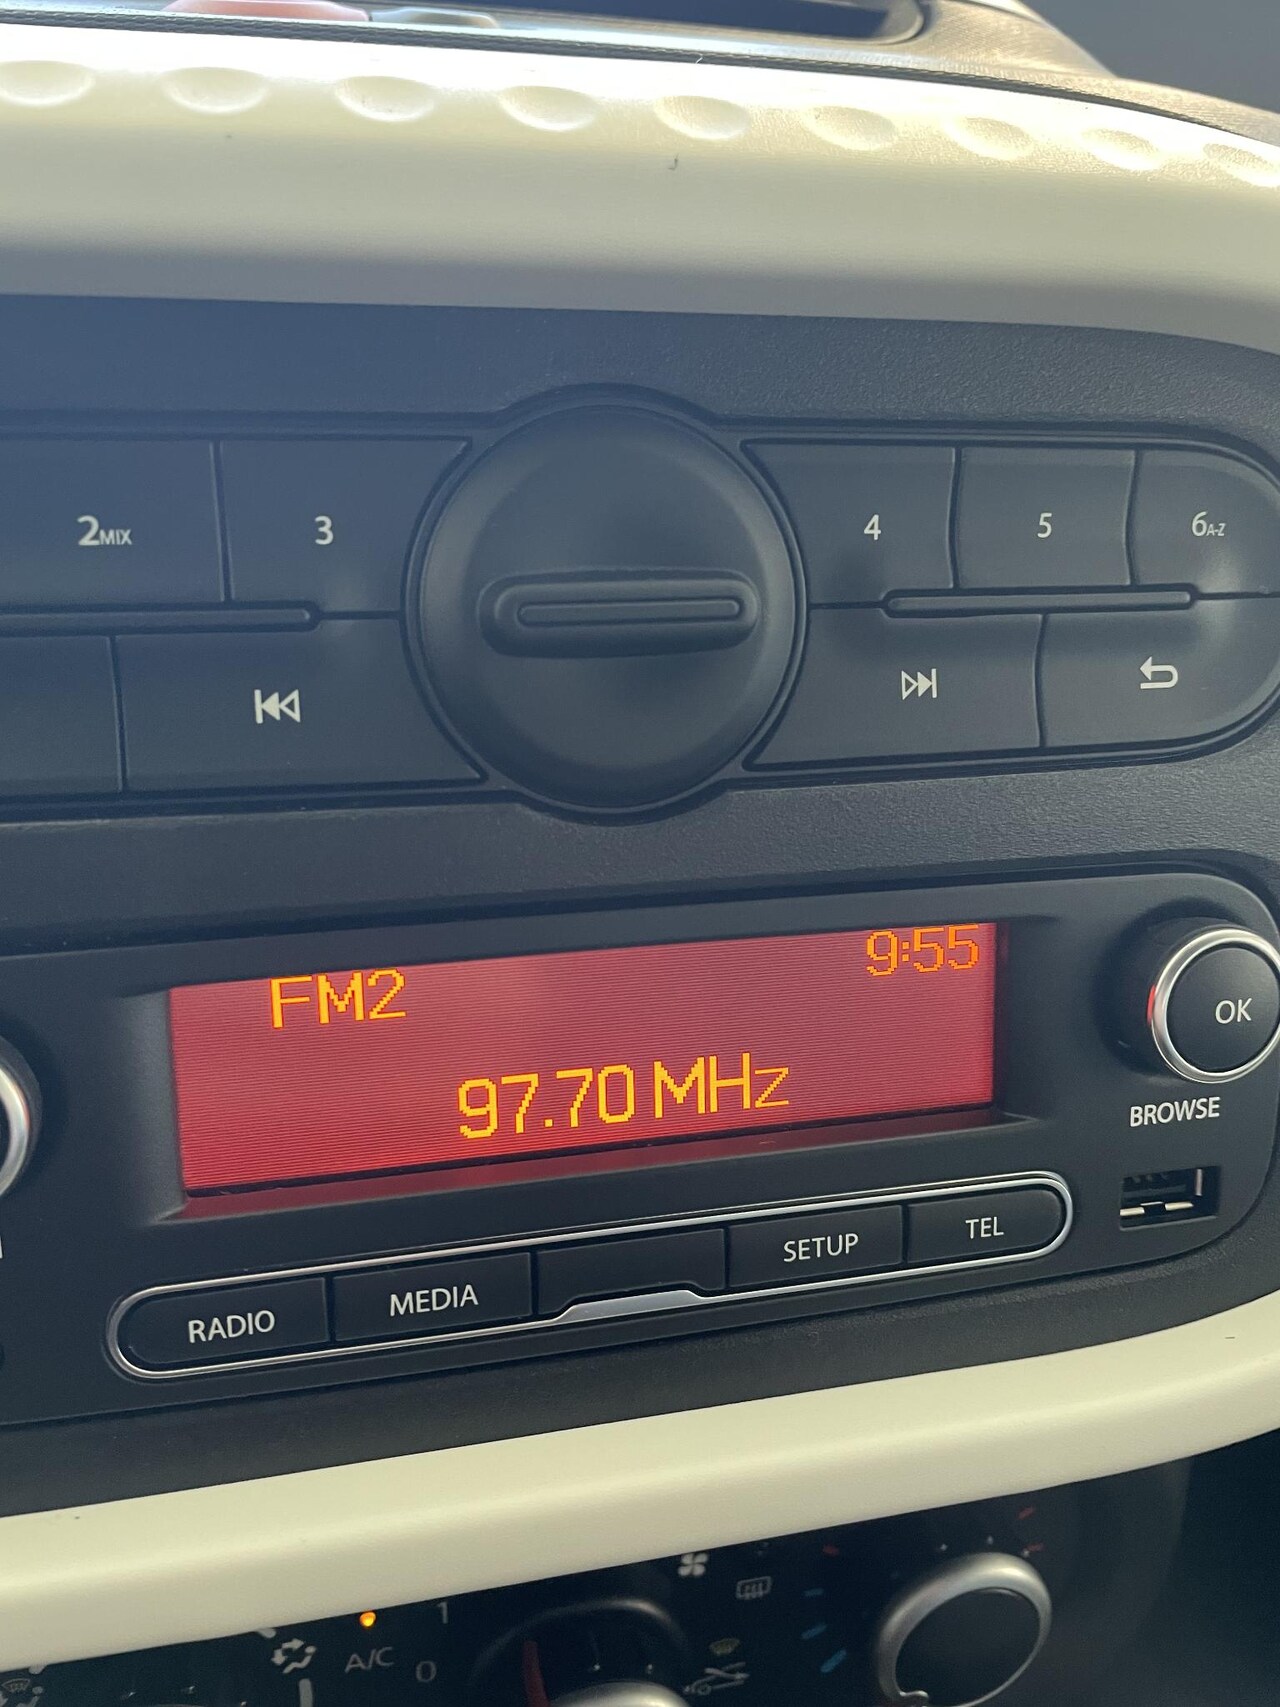 2MIX 3 4 5 6A-Z
FM2 9:55
97.70 MHz
OK
BROWSE
RADIO MEDIA SETUP TEL
A/C 0 1